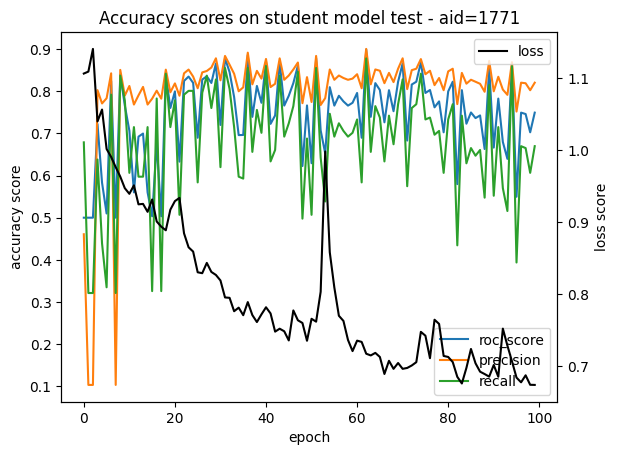 Accuracy scores on student model test - aid=1771
loss
0.9
0.8
0.7
0.6
0.5
0.4
0.3
0.2
0.1
accuracy score
1.1
1.0
0.9
0.8
0.7
loss score
roc_score
precision
recall
0
20
40
60
80
100
epoch